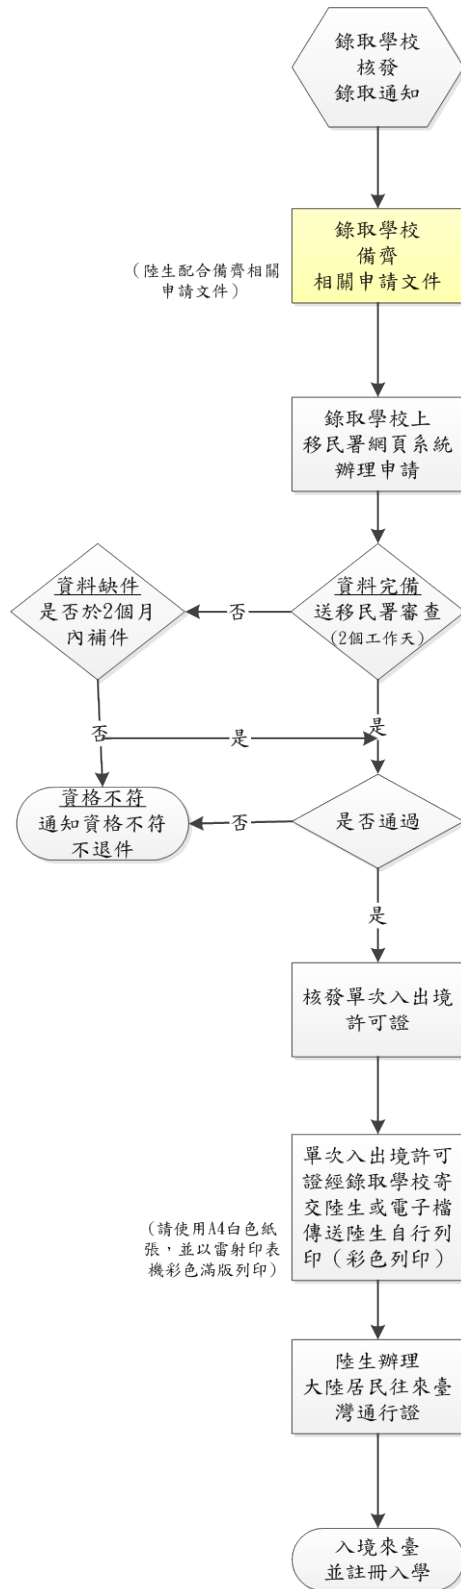 錄取學校
核發
錄取通知
錄取學校
備齊
相關申請文件
（陸生配合備齊相關
申請文件）
錄取學校上
移民署網頁系統
辦理申請
資料完備
送移民署審查
(2個工作天)
否
資料缺件
是否於2個月
內補件
是
否
是
是否通過
否
資格不符
通知資格不符
不退件
是
核發單次入出境
許可證
單次入出境許可
證經錄取學校寄
交陸生或電子檔
傳送陸生自行列
印（彩色列印）
(請使用A4白色紙
張，並以雷射印表
機彩色滿版列印)
陸生辦理
大陸居民往來臺
灣通行證
入境來臺
並註冊入學